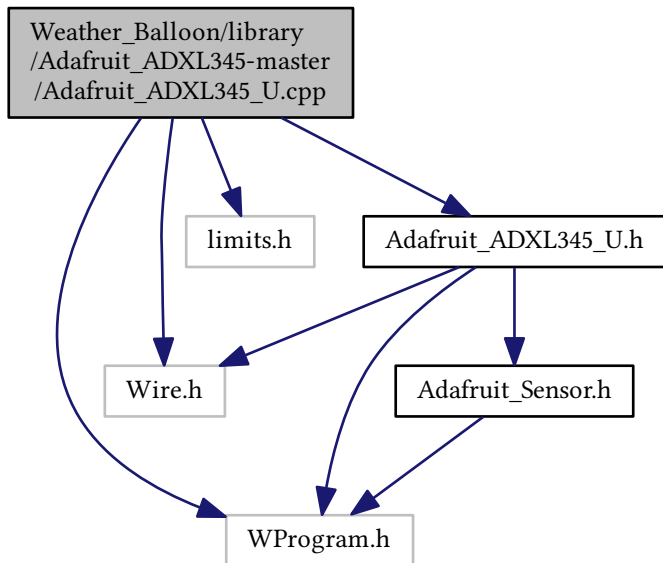 Weather_Balloon/library
/Adafruit_ADXL345-master
/Adafruit_ADXL345_U.cpp
limits.h
Adafruit_ADXL345_U.h
Wire.h
Adafruit_Sensor.h
WProgram.h